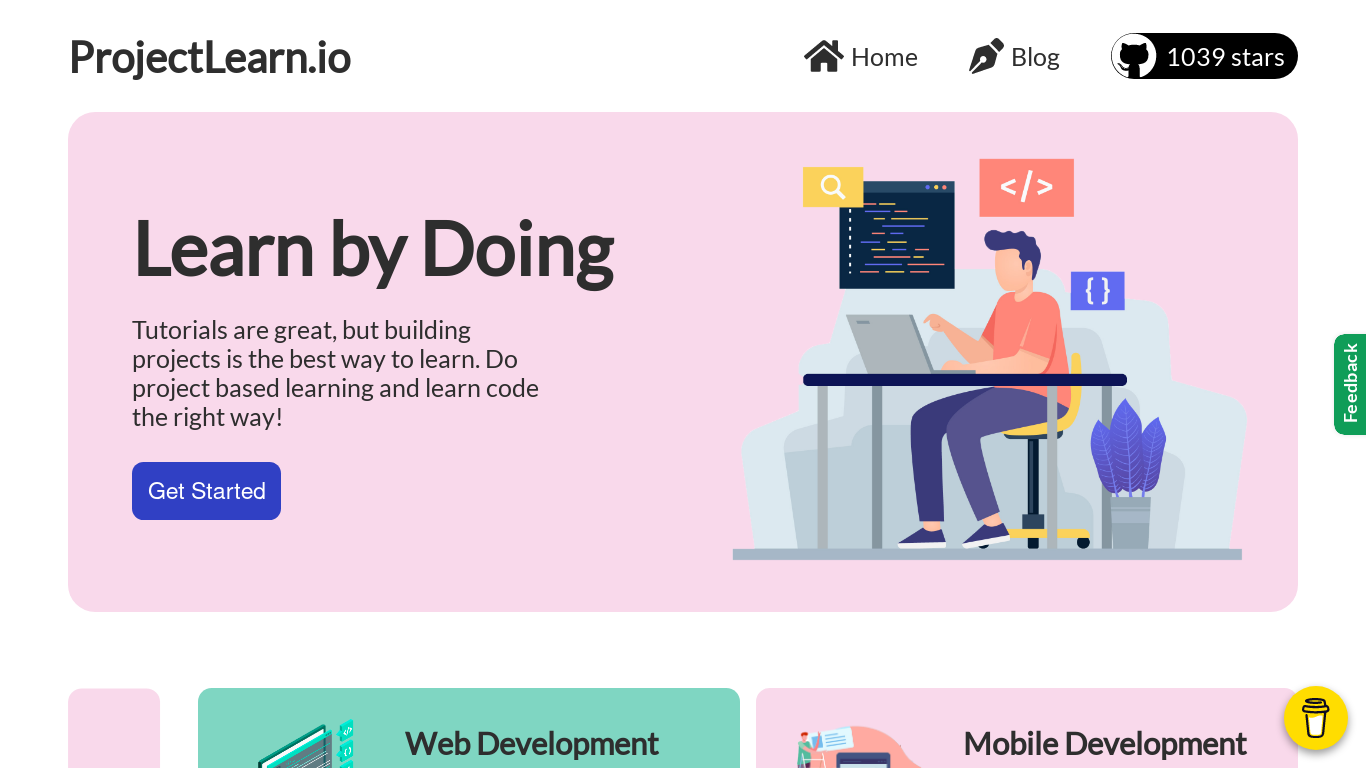 ProjectLearn.io
Home
Blog
1039 stars
Learn by Doing
</>
{ }
Tutorials are great, but building
projects is the best way to learn. Do
project based learning and learn code
the right way!
Get Started
Feedback
Web Development
Mobile Development